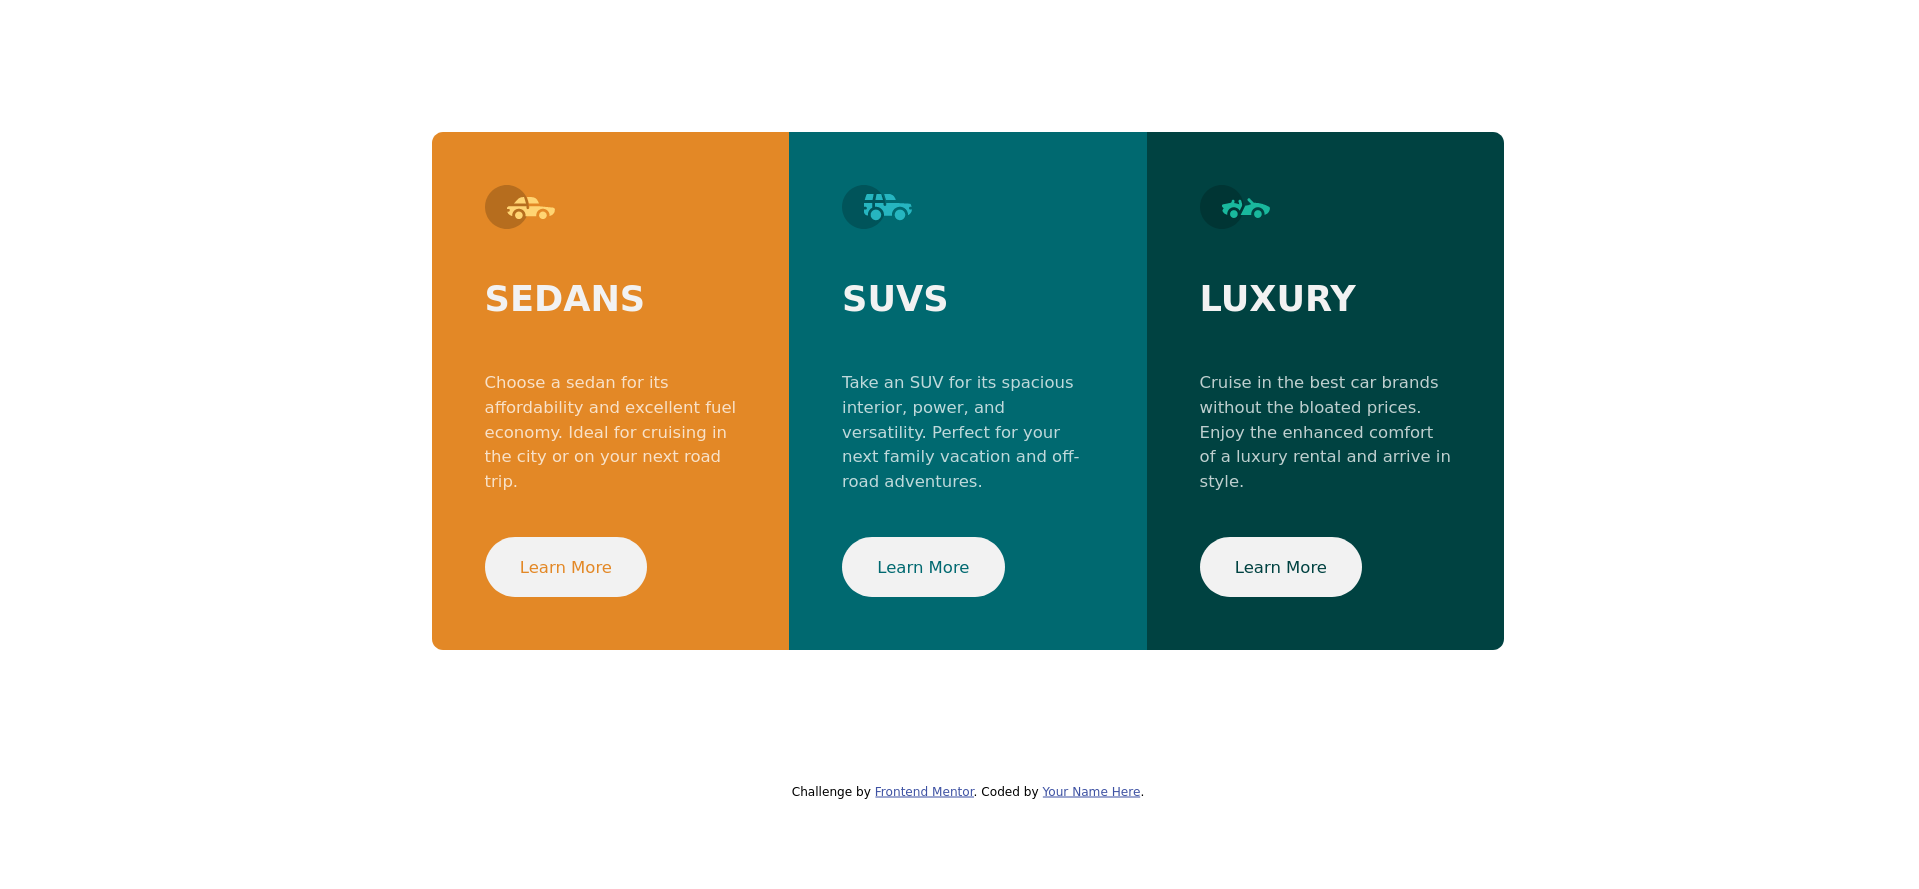 SEDANS
Choose a sedan for its
affordability and excellent fuel
economy. Ideal for cruising in
the city or on your next road
trip.
Learn More
SUVS
Take an SUV for its spacious
interior, power, and
versatility. Perfect for your
next family vacation and off-
road adventures.
Learn More
LUXURY
Cruise in the best car brands
without the bloated prices.
Enjoy the enhanced comfort
of a luxury rental and arrive in
style.
Learn More
Challenge by Frontend Mentor. Coded by Your Name Here.